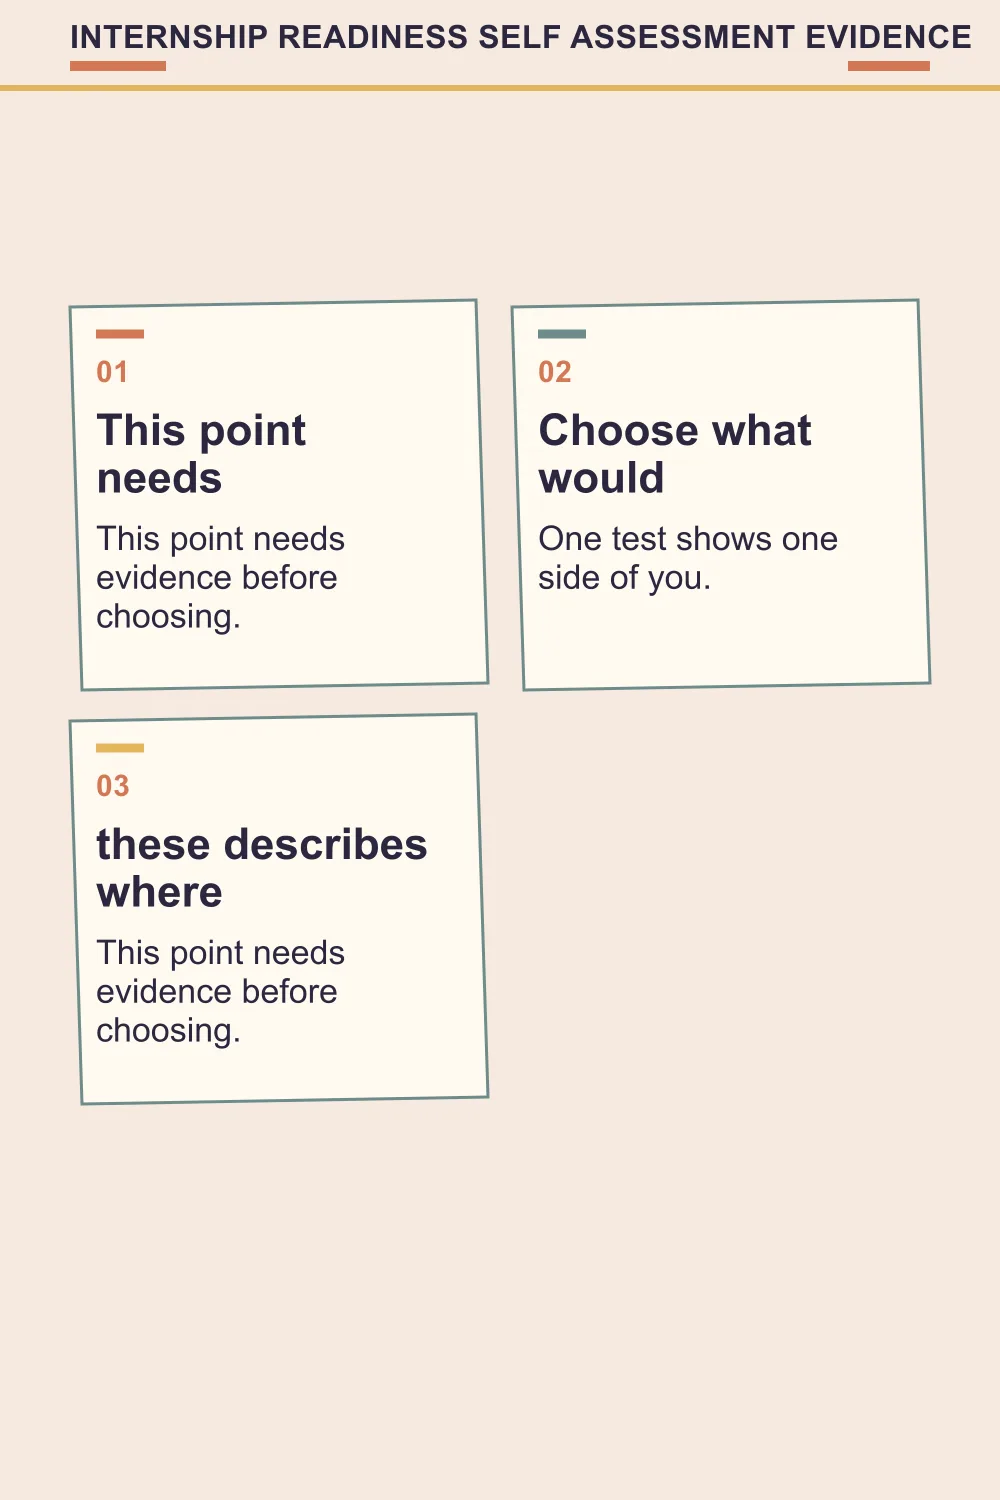 INTERNSHIP READINESS SELF ASSESSMENT EVIDENCE
01
This point
needs
This point needs
evidence before
choosing.
02
Choose what
would
One test shows one
side of you.
03
these describes
where
This point needs
evidence before
choosing.